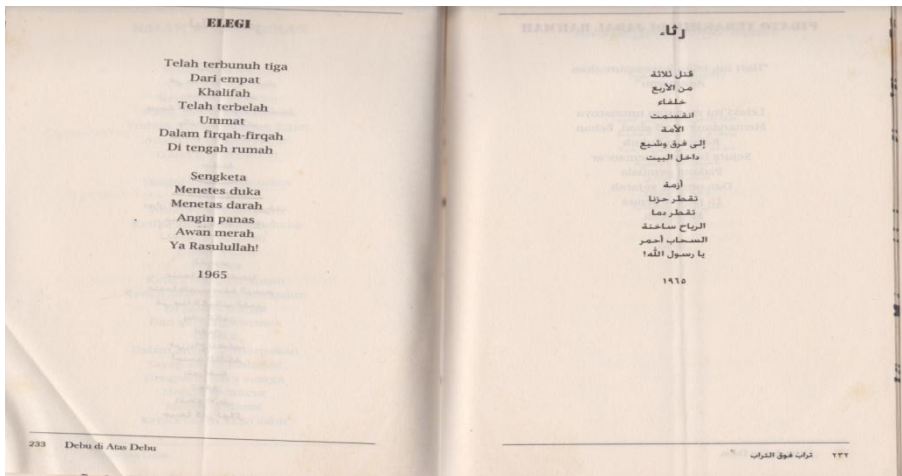 ELEGI
Telah terbunuh tiga
Dari empat
Khalifah
Telah terbelah
Ummat
Dalam firqah-firqah
Di tengah rumah
Sengketa
Menetes duka
Menetas darah
Angin panas
Awan merah
Ya Rasulullah!
1965
233 Debu di Atas Debu
رثاء
قتل ثلاثة
من الأربع
خلفاء
انقسمت
الأمة
إلى فرق وشيع
داخل البيت
أزمة
تقطر حزنا
تقطر دما
الرياح ساخنة
السحاب أحمر
يا رسول الله!
١٩٦٥
٢٣٢ تراب فوق التراب